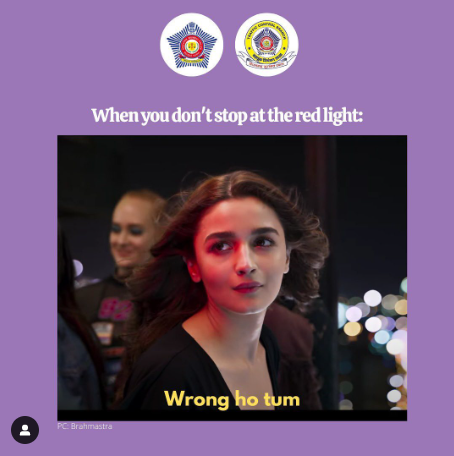 When you don't stop at the red light:
Wrong ho tum
PC: Brahmastra